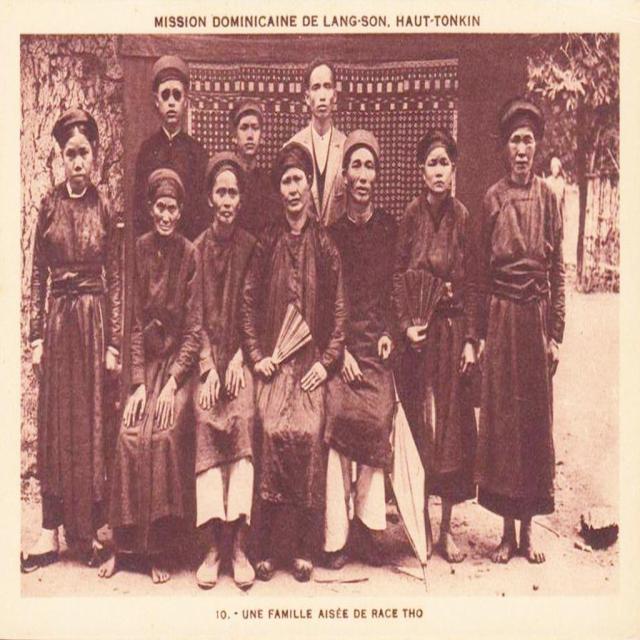 MISSION DOMINICAINE DE LANG-SON, HAUT-TONKIN
10. - UNE FAMILLE AISÉE DE RACE THO